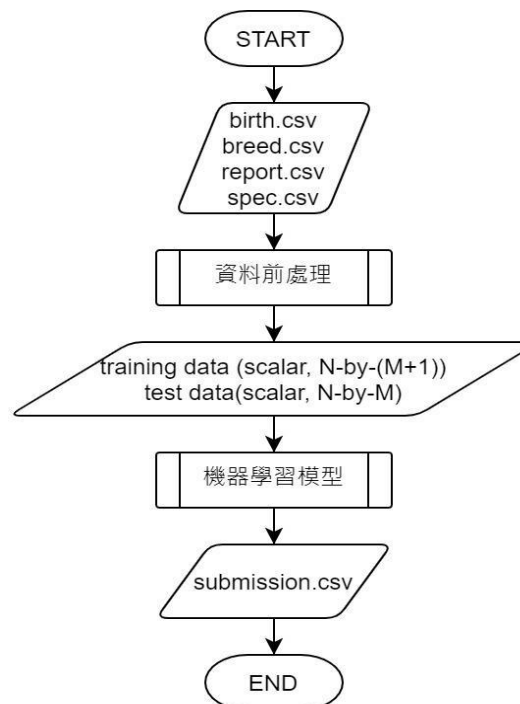 START
birth.csv
breed.csv
report.csv
spec.csv
資料前處理
training data (scalar, N-by-(M+1))
test data(scalar, N-by-M)
機器學習模型
submission.csv
END